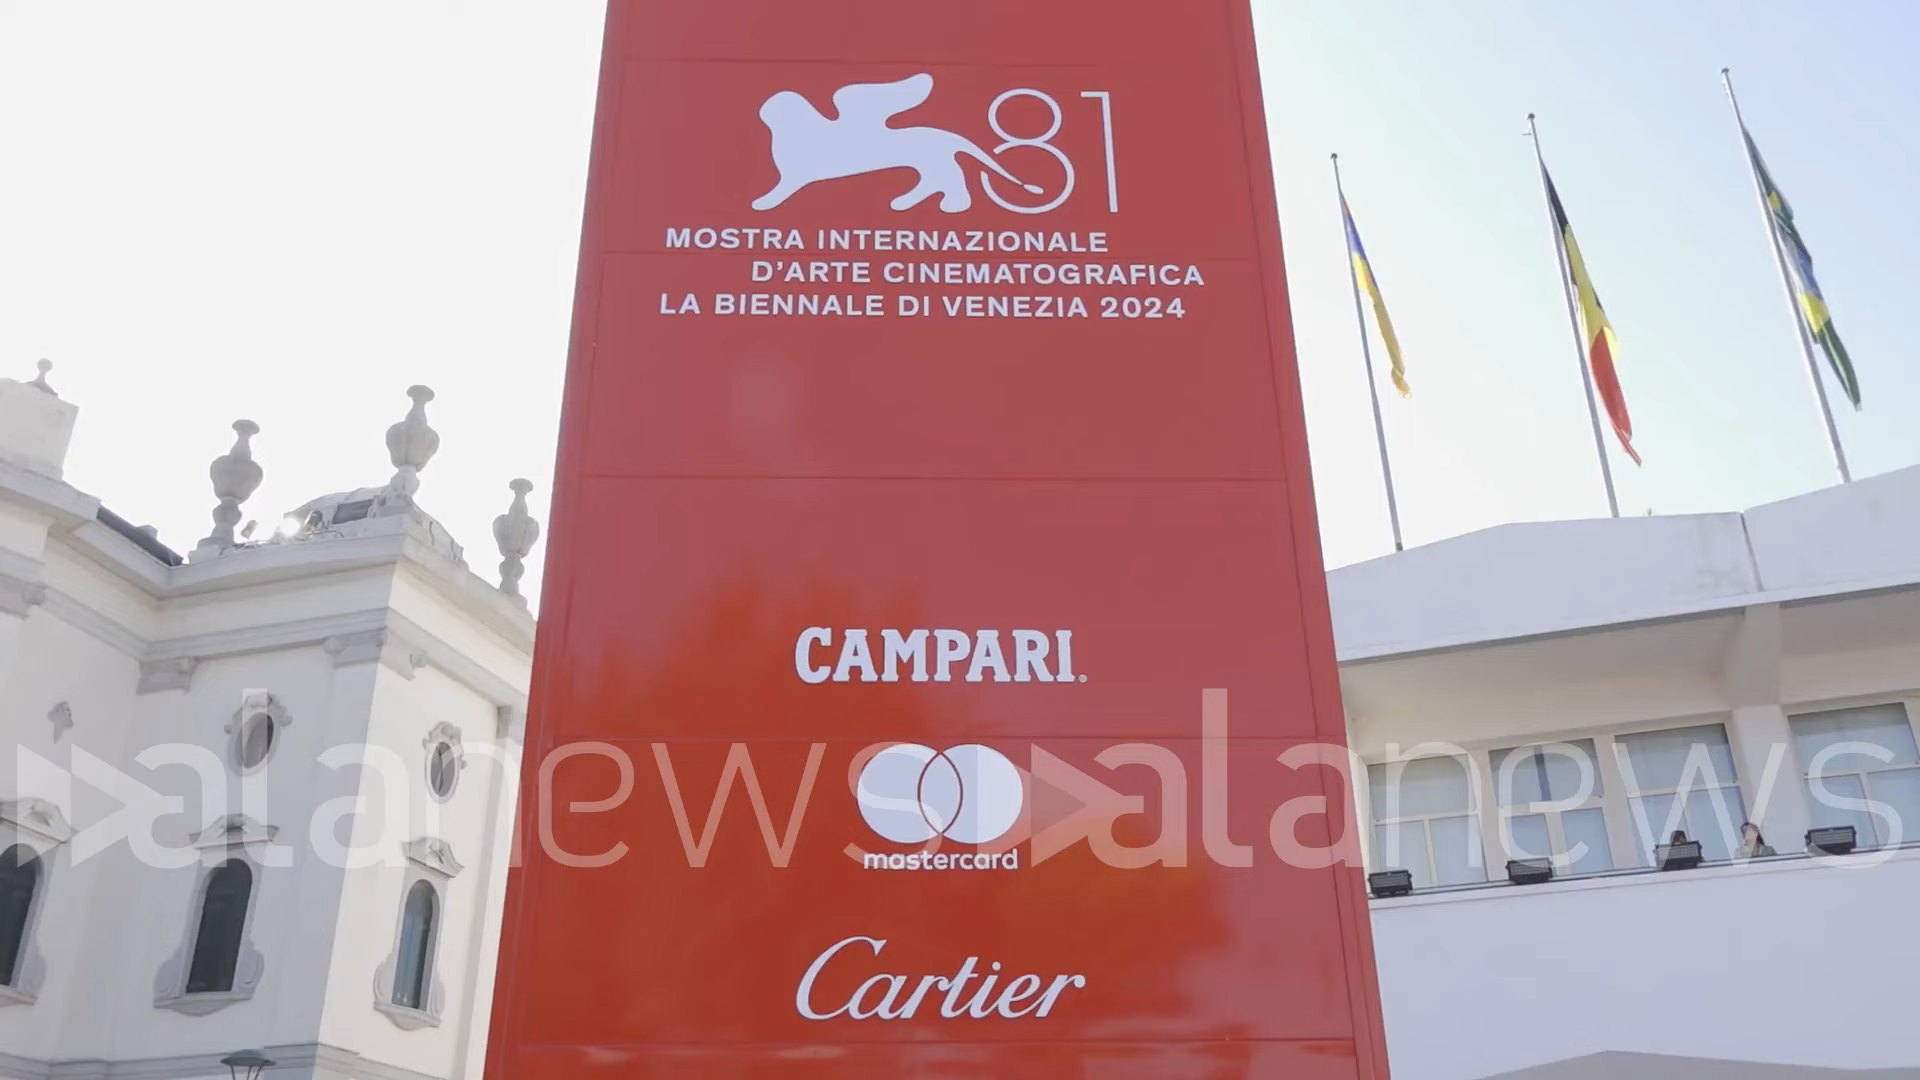 81
MOSTRA INTERNAZIONALE
D'ARTE CINEMATOGRAFICA
LA BIENNALE DI VENEZIA 2024
CAMPARI®
alanews alanews
mastercard
Cartier